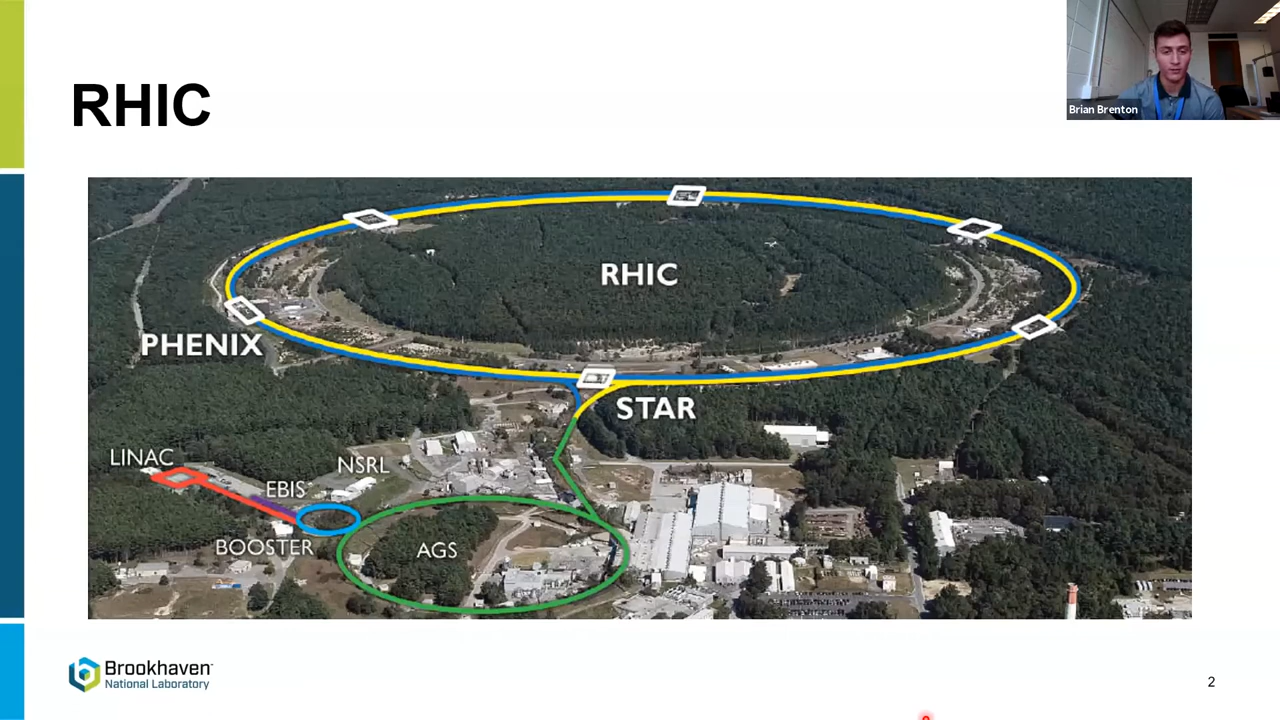 RHIC
Brian Brenton
RHIC
PHENIX
STAR
LINAC
NSRL
EBIS
BOOSTER
AGS
Brookhaven
National Laboratory
2